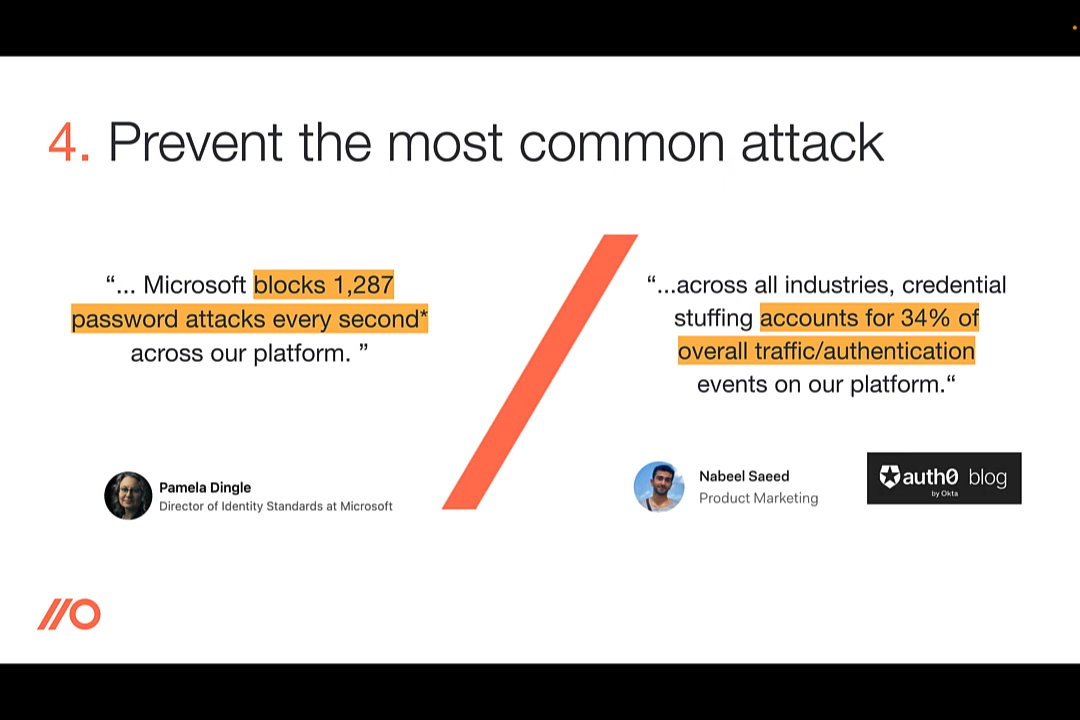 4. Prevent the most common attack
“... Microsoft blocks 1,287
password attacks every second*
across our platform. ”
Pamela Dingle
Director of Identity Standards at Microsoft
“...across all industries, credential
stuffing accounts for 34% of
overall traffic/authentication
events on our platform.“
Nabeel Saeed
Product Marketing
auth0 blog
by Okta
//O